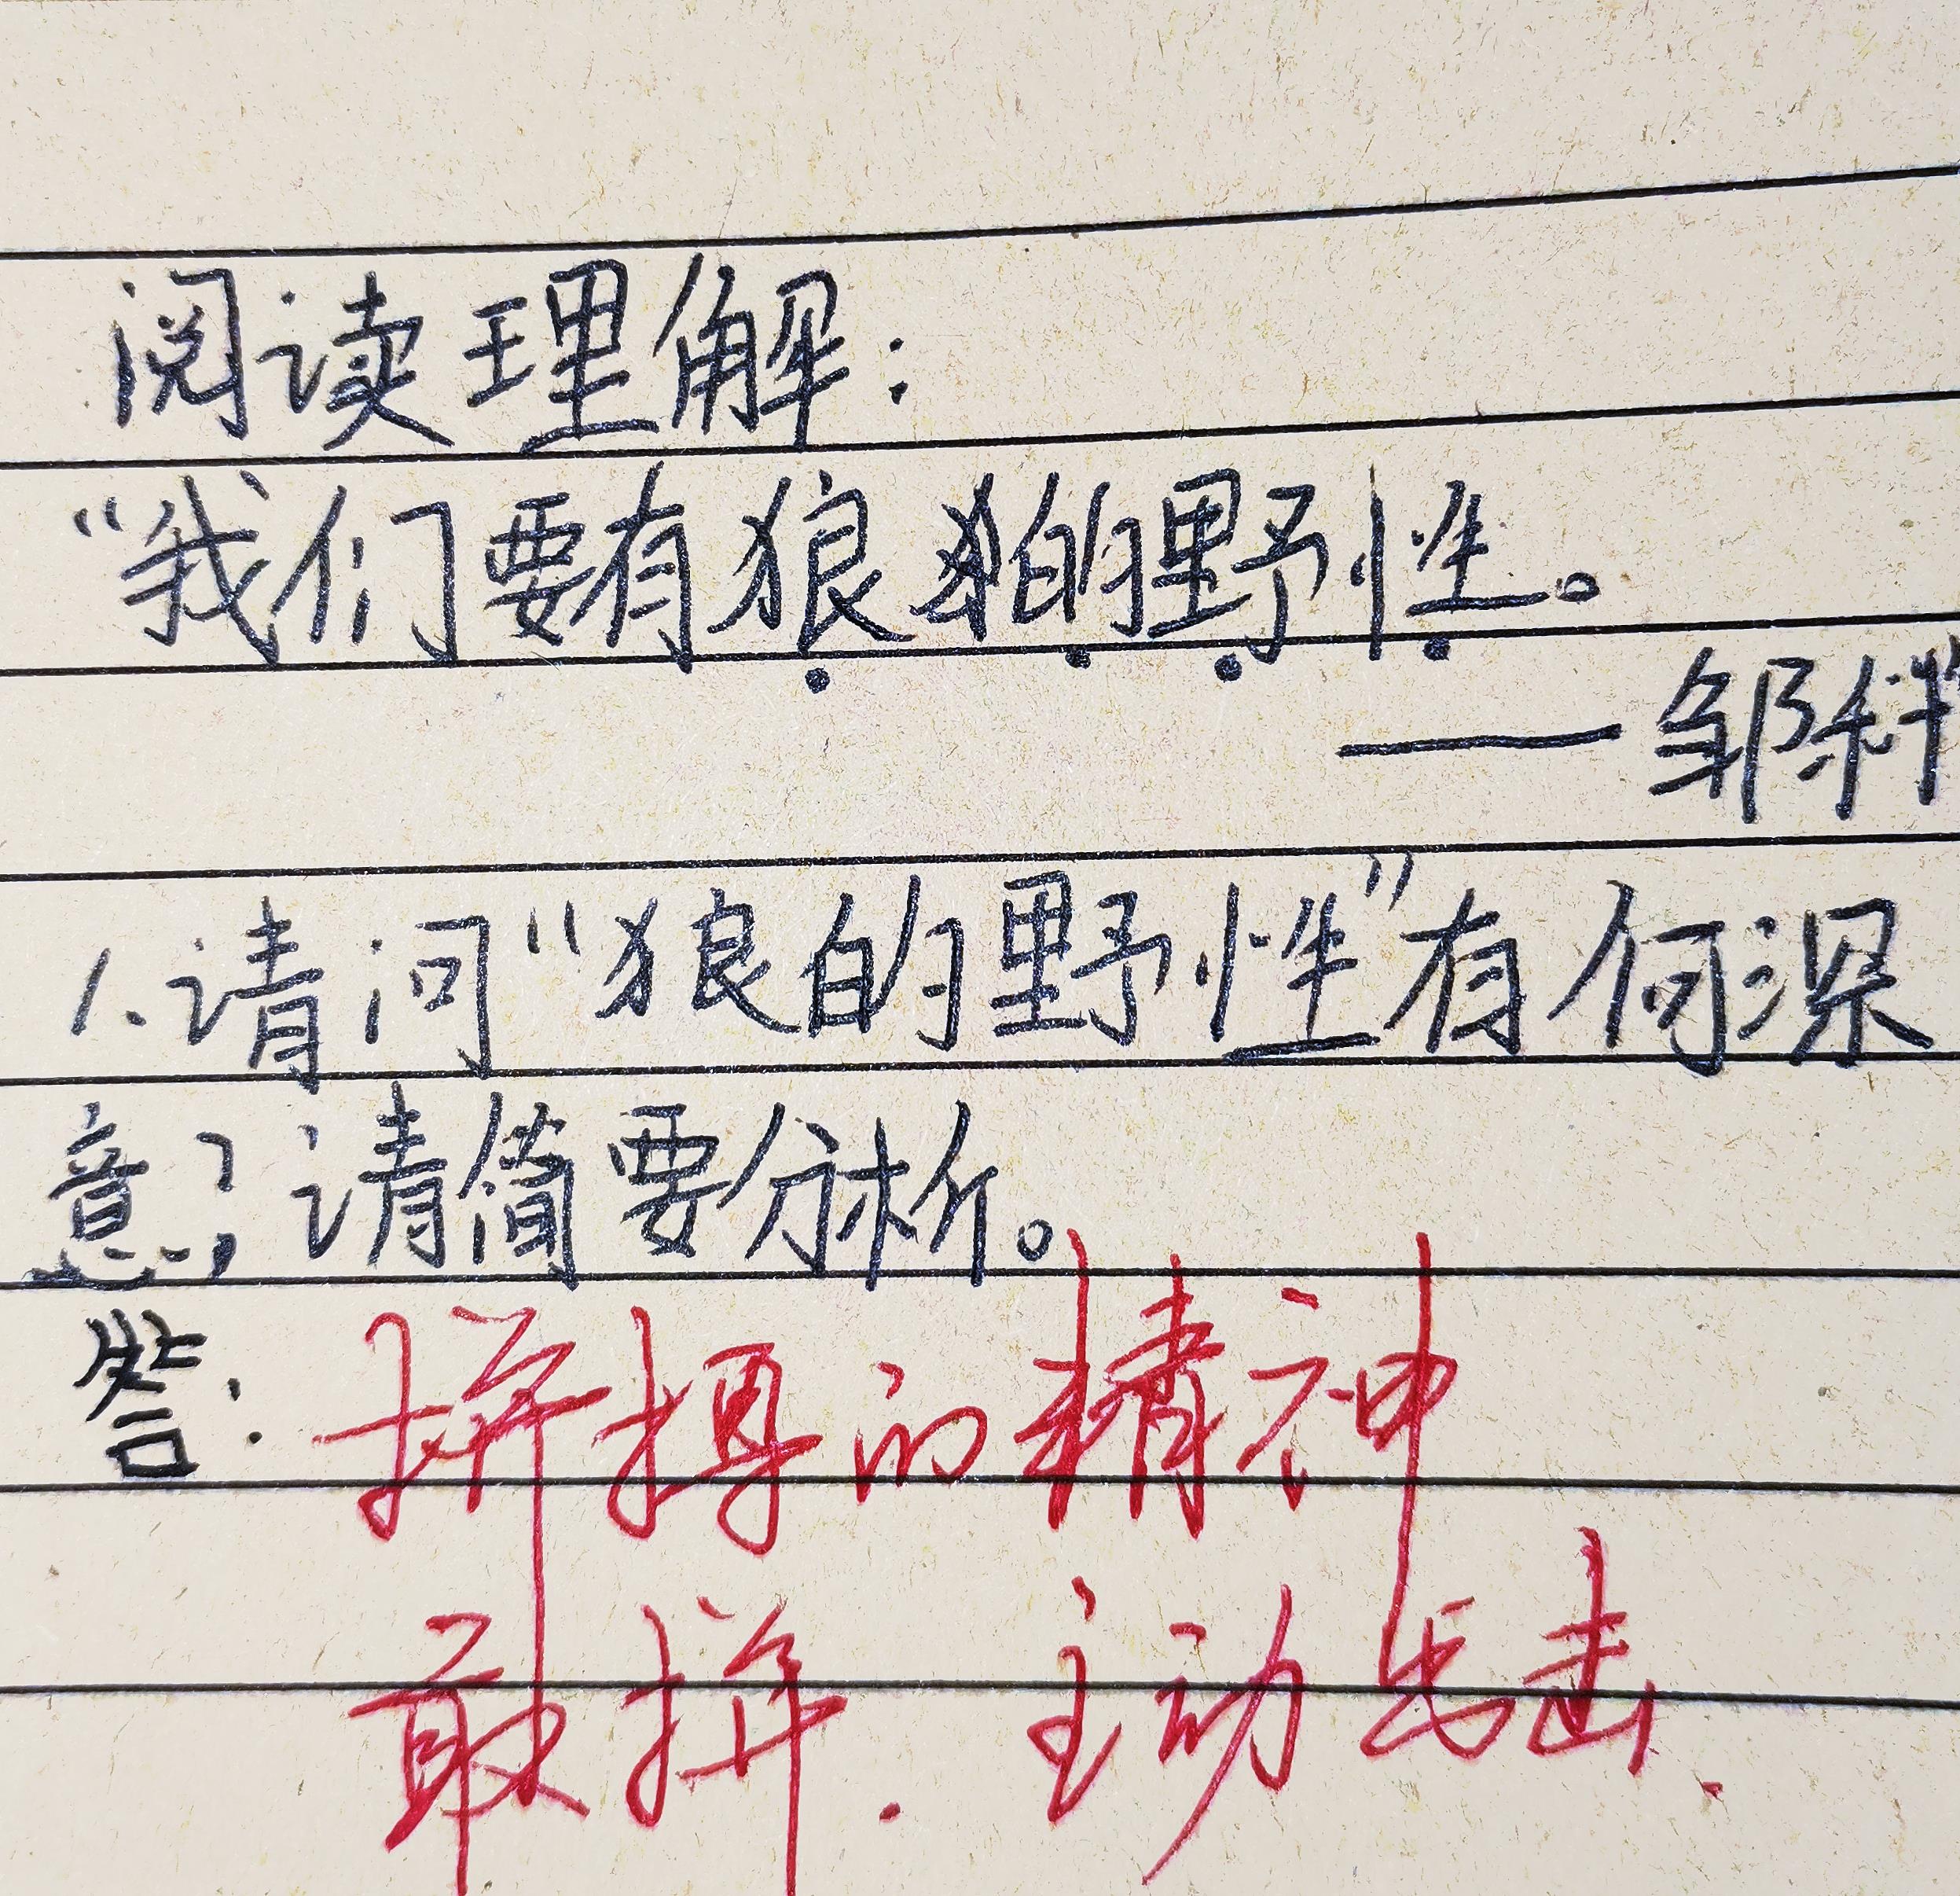 阅读理解：
“我们要有狼的野性。
——邹科
1.请问“狼的野性”有何深
意？请简要分析。
答：拼搏的精神
敢拼．主动出击．